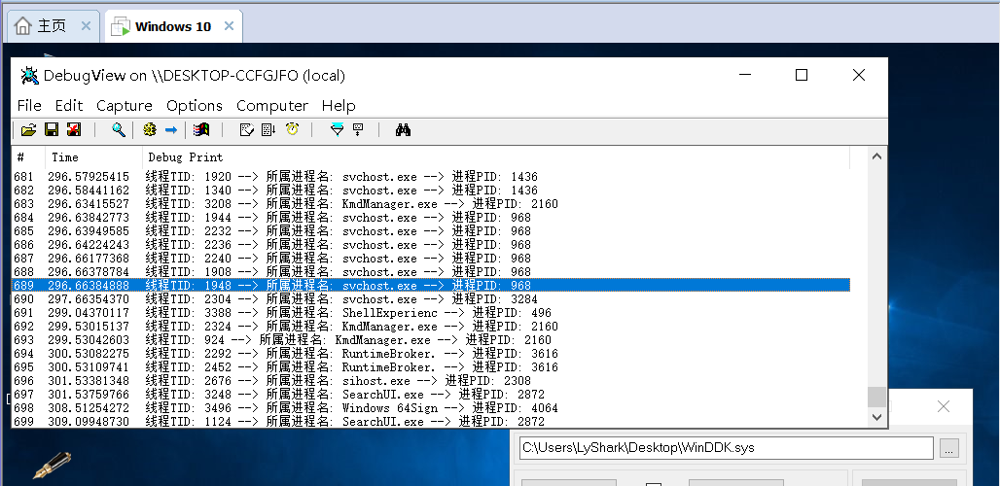 主页
Windows 10
DebugView on \\DESKTOP-CCFGJFO (local)
File Edit Capture Options Computer Help
# Time Debug Print
681 296.57925415 线程TID: 1920 --> 所属进程名: svchost.exe --> 进程PID: 1436
682 296.58441162 线程TID: 1340 --> 所属进程名: svchost.exe --> 进程PID: 1436
683 296.63415527 线程TID: 3208 --> 所属进程名: KmdManager.exe --> 进程PID: 2160
684 296.63842773 线程TID: 1944 --> 所属进程名: svchost.exe --> 进程PID: 968
685 296.63949585 线程TID: 2232 --> 所属进程名: svchost.exe --> 进程PID: 968
686 296.64224243 线程TID: 2236 --> 所属进程名: svchost.exe --> 进程PID: 968
687 296.66177368 线程TID: 2240 --> 所属进程名: svchost.exe --> 进程PID: 968
688 296.66378784 线程TID: 1908 --> 所属进程名: svchost.exe --> 进程PID: 968
689 296.66384888 线程TID: 1948 --> 所属进程名: svchost.exe --> 进程PID: 968
690 297.66354370 线程TID: 2304 --> 所属进程名: svchost.exe --> 进程PID: 3284
691 299.04370117 线程TID: 3388 --> 所属进程名: ShellExperienc --> 进程PID: 496
692 299.53015137 线程TID: 2324 --> 所属进程名: KmdManager.exe --> 进程PID: 2160
693 299.53042603 线程TID: 924 --> 所属进程名: KmdManager.exe --> 进程PID: 2160
694 300.53082275 线程TID: 2292 --> 所属进程名: RuntimeBroker. --> 进程PID: 3616
695 300.53109741 线程TID: 2452 --> 所属进程名: RuntimeBroker. --> 进程PID: 3616
696 301.53381348 线程TID: 2676 --> 所属进程名: sihost.exe --> 进程PID: 2308
697 301.53759766 线程TID: 3248 --> 所属进程名: SearchUI.exe --> 进程PID: 2872
698 308.51254272 线程TID: 3496 --> 所属进程名: Windows 64Sign --> 进程PID: 4064
699 309.09948730 线程TID: 1124 --> 所属进程名: SearchUI.exe --> 进程PID: 2872
C:\Users\LyShark\Desktop\WinDDK.sys
...